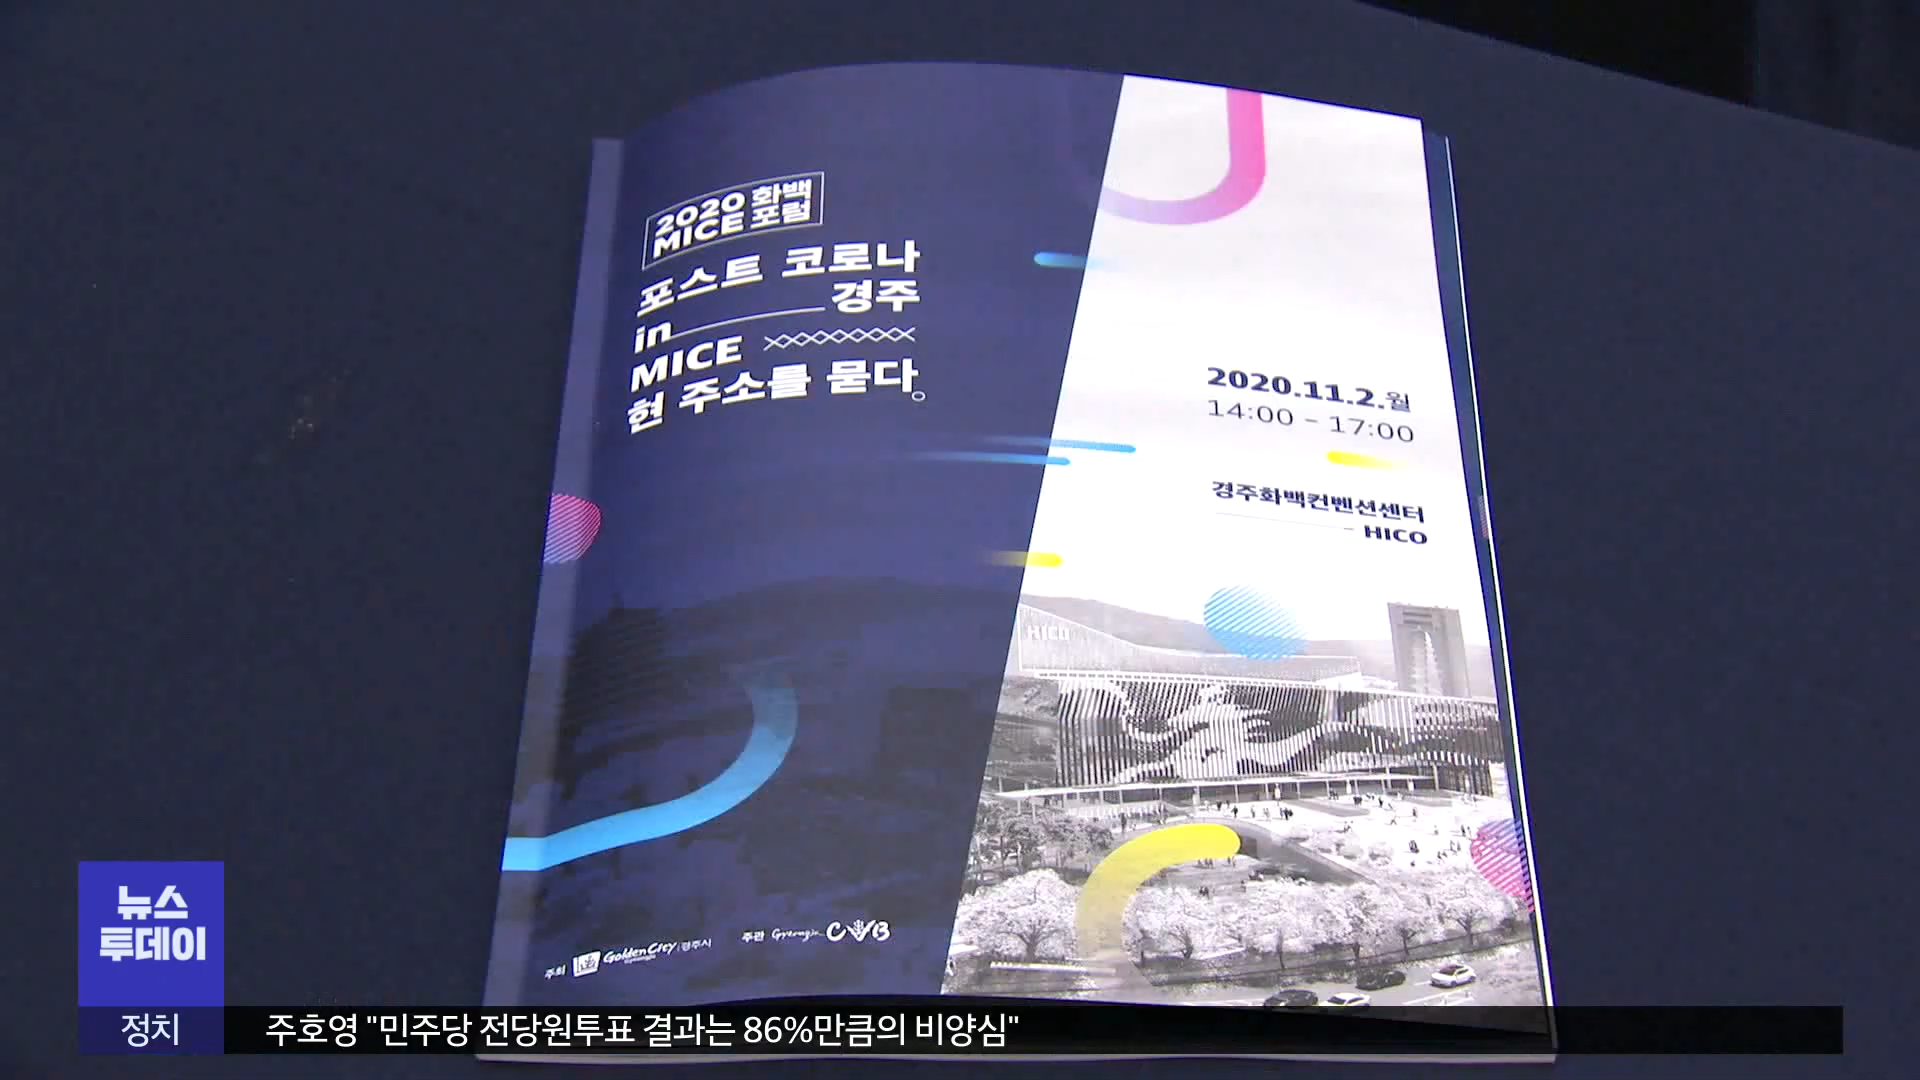 2020 화백
MICE 포럼
포스트 코로나
in 경주
MICE
현 주소를 묻다.
2020.11.2.월
14:00 - 17:00
경주화백컨벤션센터
HICO
HICO
주최 Golden City 경주시
주관 Gyeongju CVB
뉴스
투데이
정치
주호영 "민주당 전당원투표 결과는 86%만큼의 비양심"